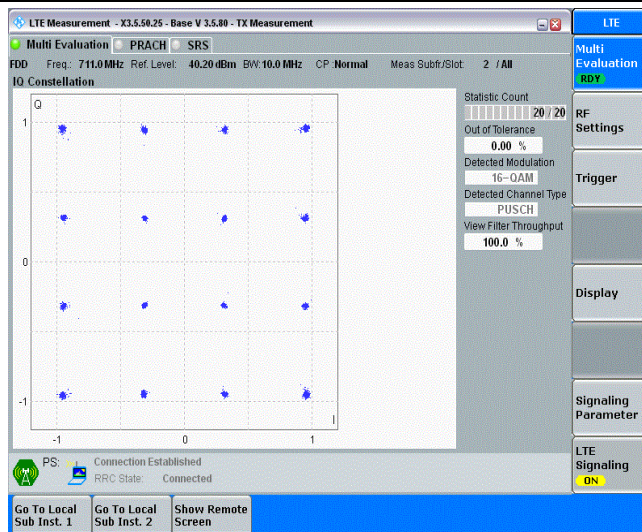 LTE Measurement - X3.5.50.25 - Base V 3.5.80 - TX Measurement
LTE
Multi Evaluation PRACH SRS
Multi
Evaluation
RDY
FDD Freq.: 711.0 MHz Ref. Level: 40.20 dBm BW: 10.0 MHz CP : Normal Meas Subfr./Slot: 2 / All
IQ Constellation
Q
Statistic Count
20 / 20
Out of Tolerance
0.00 %
Detected Modulation
16-QAM
Detected Channel Type
PUSCH
View Filter Throughput
100.0 %
RF
Settings
Trigger
Display
1
0
-1
I
-1 0 1
Signaling
Parameter
LTE
Signaling
ON
PS: Connection Established
RRC State: Connected
Go To Local
Sub Inst. 1
Go To Local
Sub Inst. 2
Show Remote
Screen